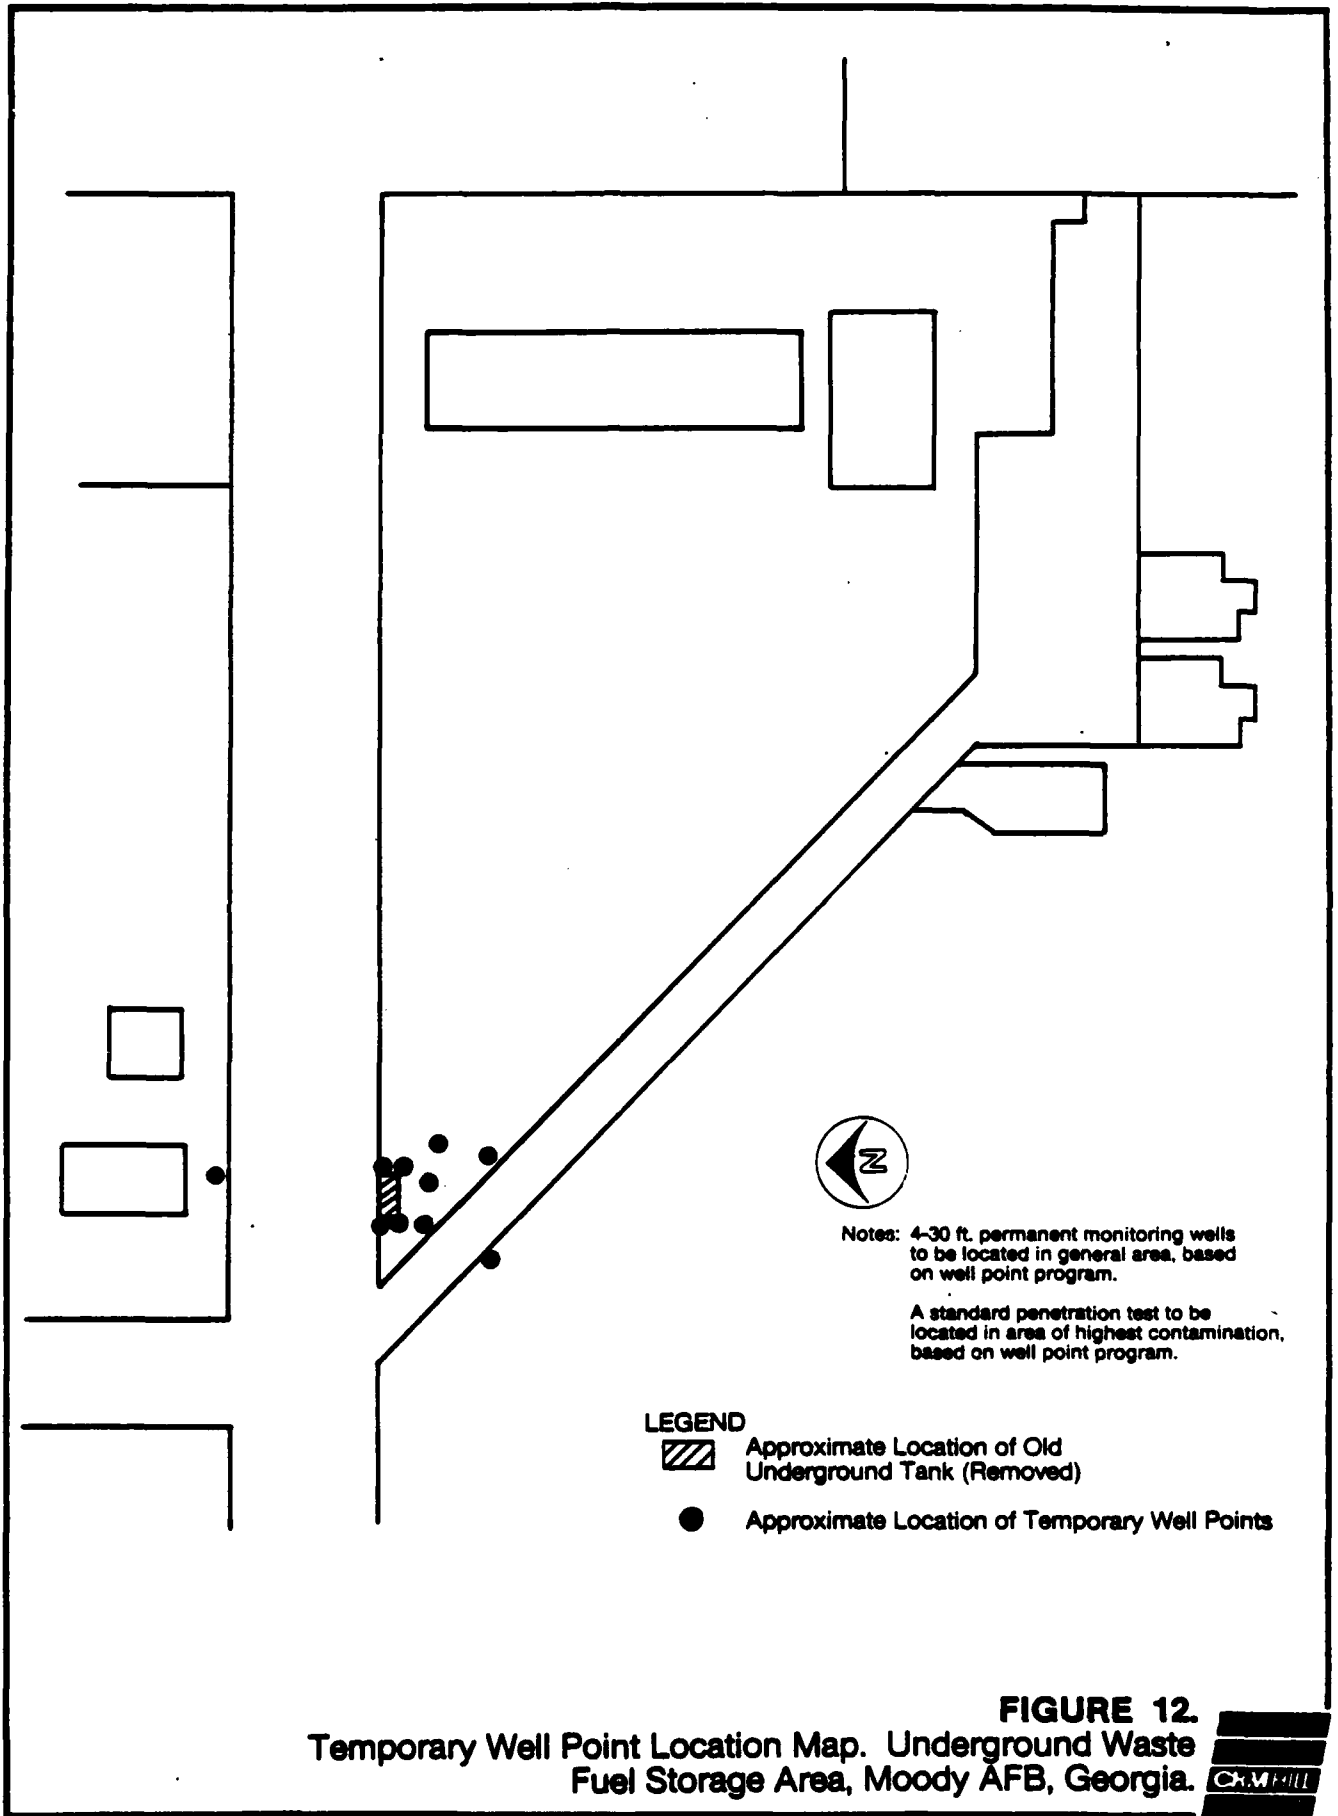 N
Notes: 4-30 ft. permanent monitoring wells
to be located in general area, based
on well point program.
A standard penetration test to be
located in area of highest contamination,
based on well point program.
LEGEND
Approximate Location of Old
Underground Tank (Removed)
Approximate Location of Temporary Well Points
FIGURE 12.
Temporary Well Point Location Map. Underground Waste
Fuel Storage Area, Moody AFB, Georgia.
CH2M HILL